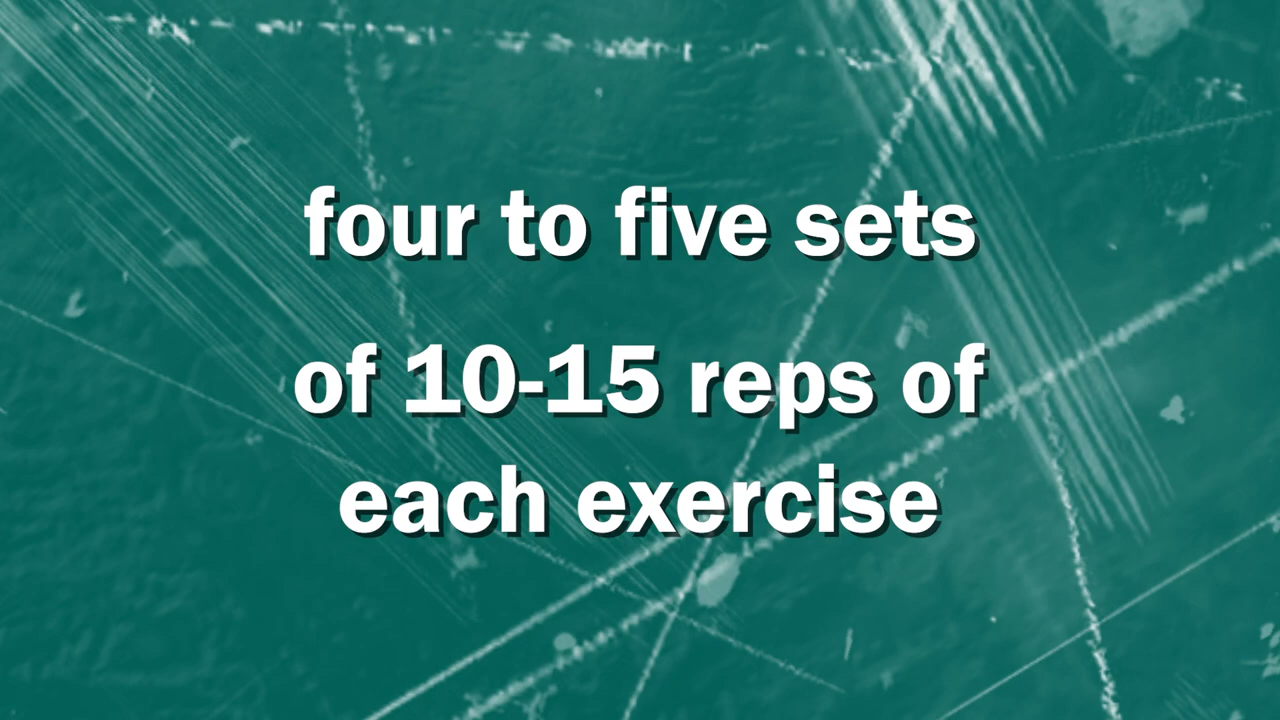 four to five sets
of 10-15 reps of
each exercise